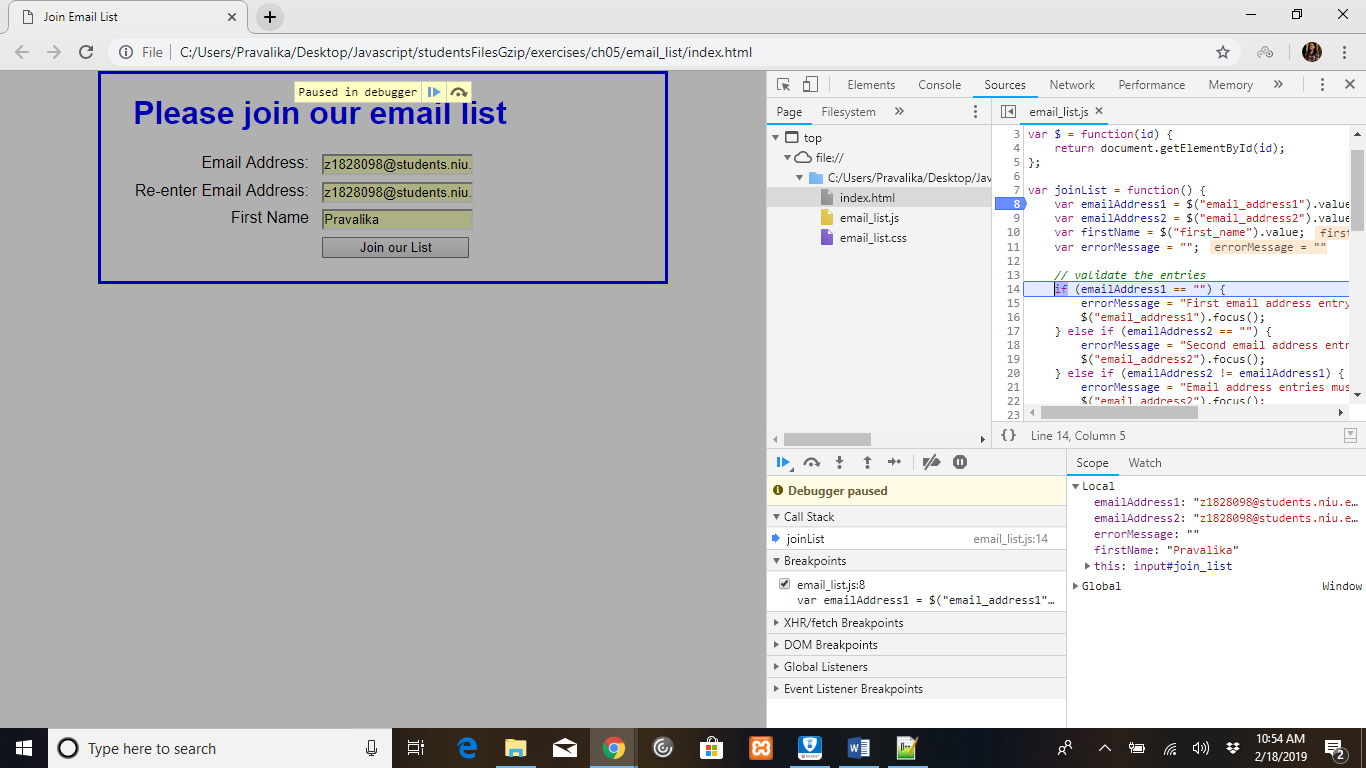 Join Email List
File
C:/Users/Pravalika/Desktop/Javascript/studentsFilesGzip/exercises/ch05/email_list/index.html
Paused in debugger
Please join our email list
Email Address: z1828098@students.niu.
Re-enter Email Address: z1828098@students.niu.
First Name Pravalika
Join our List
Elements Console Sources Network Performance Memory »
Page Filesystem »
top
file://
C:/Users/Pravalika/Desktop/Jav
index.html
email_list.js
email_list.css
email_list.js
3 var $ = function(id) {
4 return document.getElementById(id);
5 };
6
7 var joinList = function() {
8 var emailAddress1 = $("email_address1").value
9 var emailAddress2 = $("email_address2").value
10 var firstName = $("first_name").value; first
11 var errorMessage = ""; errorMessage = ""
12
13 // validate the entries
14 if (emailAddress1 == "") {
15 errorMessage = "First email address entry
16 $("email_address1").focus();
17 } else if (emailAddress2 == "") {
18 errorMessage = "Second email address entr
19 $("email_address2").focus();
20 } else if (emailAddress2 != emailAddress1) {
21 errorMessage = "Email address entries mus
22 $("email_address2").focus();
23
{} Line 14, Column 5
Debugger paused
Call Stack
joinList email_list.js:14
Breakpoints
email_list.js:8
var emailAddress1 = $("email_address1"…
XHR/fetch Breakpoints
DOM Breakpoints
Global Listeners
Event Listener Breakpoints
Scope Watch
Local
emailAddress1: "z1828098@students.niu.e…
emailAddress2: "z1828098@students.niu.e…
errorMessage: ""
firstName: "Pravalika"
this: input#join_list
Global Window
Type here to search
10:54 AM
2/18/2019
2